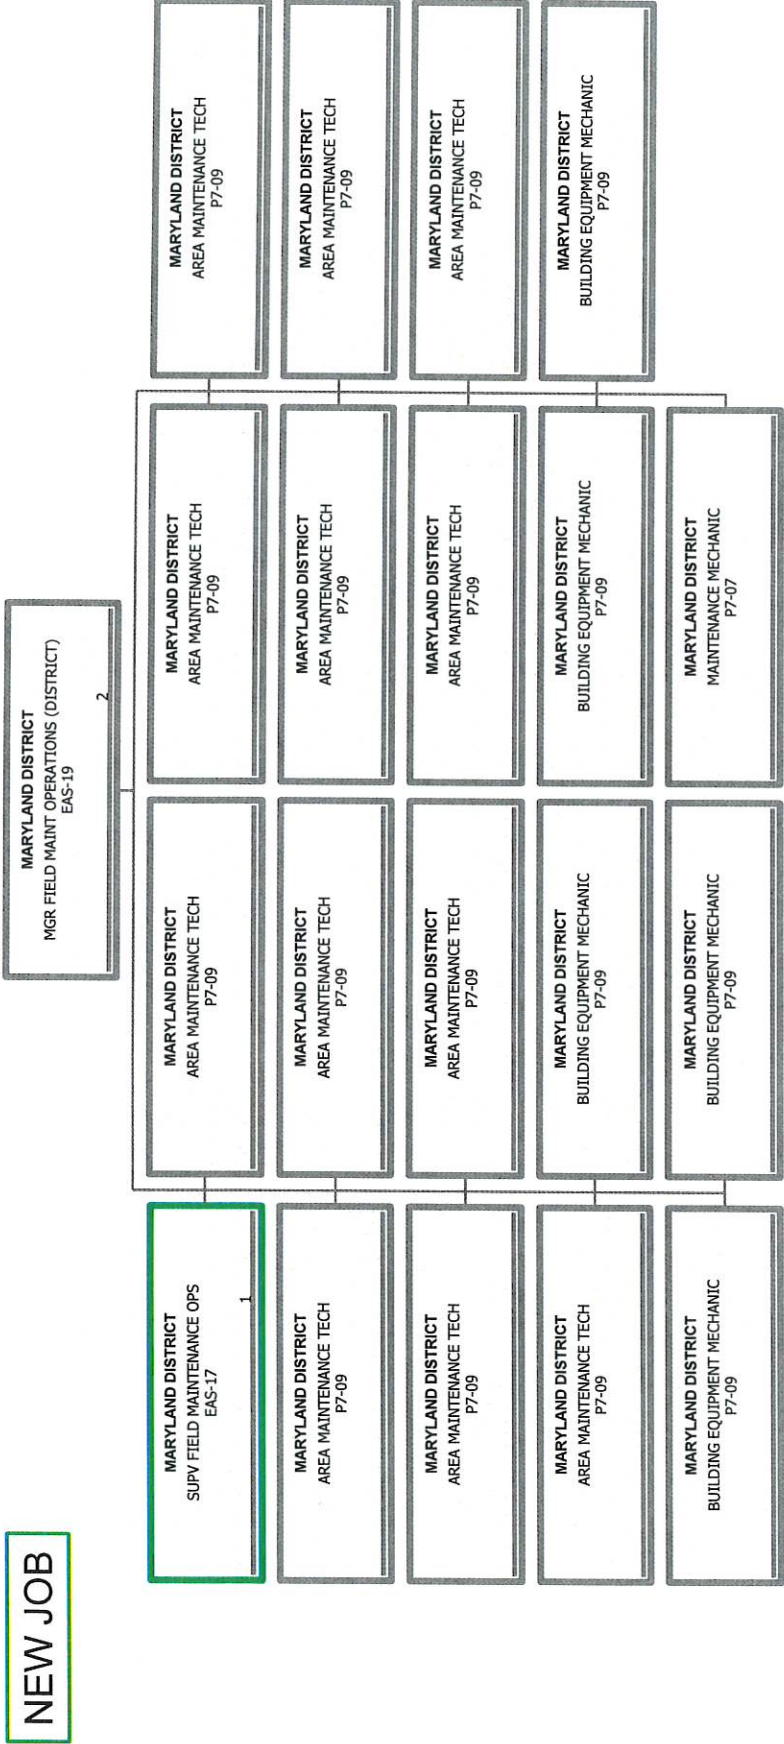 NEW JOB
MARYLAND DISTRICT
MGR FIELD MAINT OPERATIONS (DISTRICT)
EAS-19
2
MARYLAND DISTRICT
SUPV FIELD MAINTENANCE OPS
EAS-17
1
MARYLAND DISTRICT
AREA MAINTENANCE TECH
P7-09
MARYLAND DISTRICT
AREA MAINTENANCE TECH
P7-09
MARYLAND DISTRICT
AREA MAINTENANCE TECH
P7-09
MARYLAND DISTRICT
AREA MAINTENANCE TECH
P7-09
MARYLAND DISTRICT
AREA MAINTENANCE TECH
P7-09
MARYLAND DISTRICT
AREA MAINTENANCE TECH
P7-09
MARYLAND DISTRICT
AREA MAINTENANCE TECH
P7-09
MARYLAND DISTRICT
AREA MAINTENANCE TECH
P7-09
MARYLAND DISTRICT
AREA MAINTENANCE TECH
P7-09
MARYLAND DISTRICT
AREA MAINTENANCE TECH
P7-09
MARYLAND DISTRICT
AREA MAINTENANCE TECH
P7-09
MARYLAND DISTRICT
AREA MAINTENANCE TECH
P7-09
MARYLAND DISTRICT
BUILDING EQUIPMENT MECHANIC
P7-09
MARYLAND DISTRICT
BUILDING EQUIPMENT MECHANIC
P7-09
MARYLAND DISTRICT
BUILDING EQUIPMENT MECHANIC
P7-09
MARYLAND DISTRICT
BUILDING EQUIPMENT MECHANIC
P7-09
MARYLAND DISTRICT
BUILDING EQUIPMENT MECHANIC
P7-09
MARYLAND DISTRICT
MAINTENANCE MECHANIC
P7-07